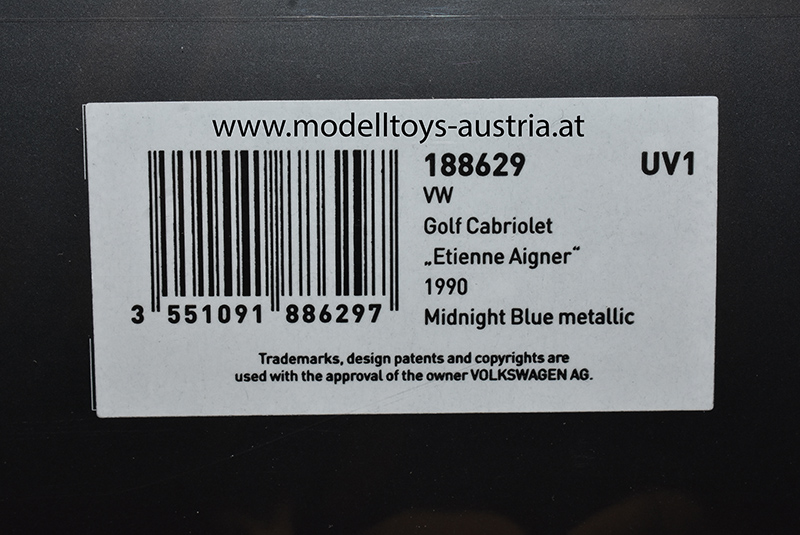 www.modelltoys-austria.at
188629 UV1
VW
Golf Cabriolet
„Etienne Aigner“
1990
Midnight Blue metallic
3 551091 886297
Trademarks, design patents and copyrights are
used with the approval of the owner VOLKSWAGEN AG.